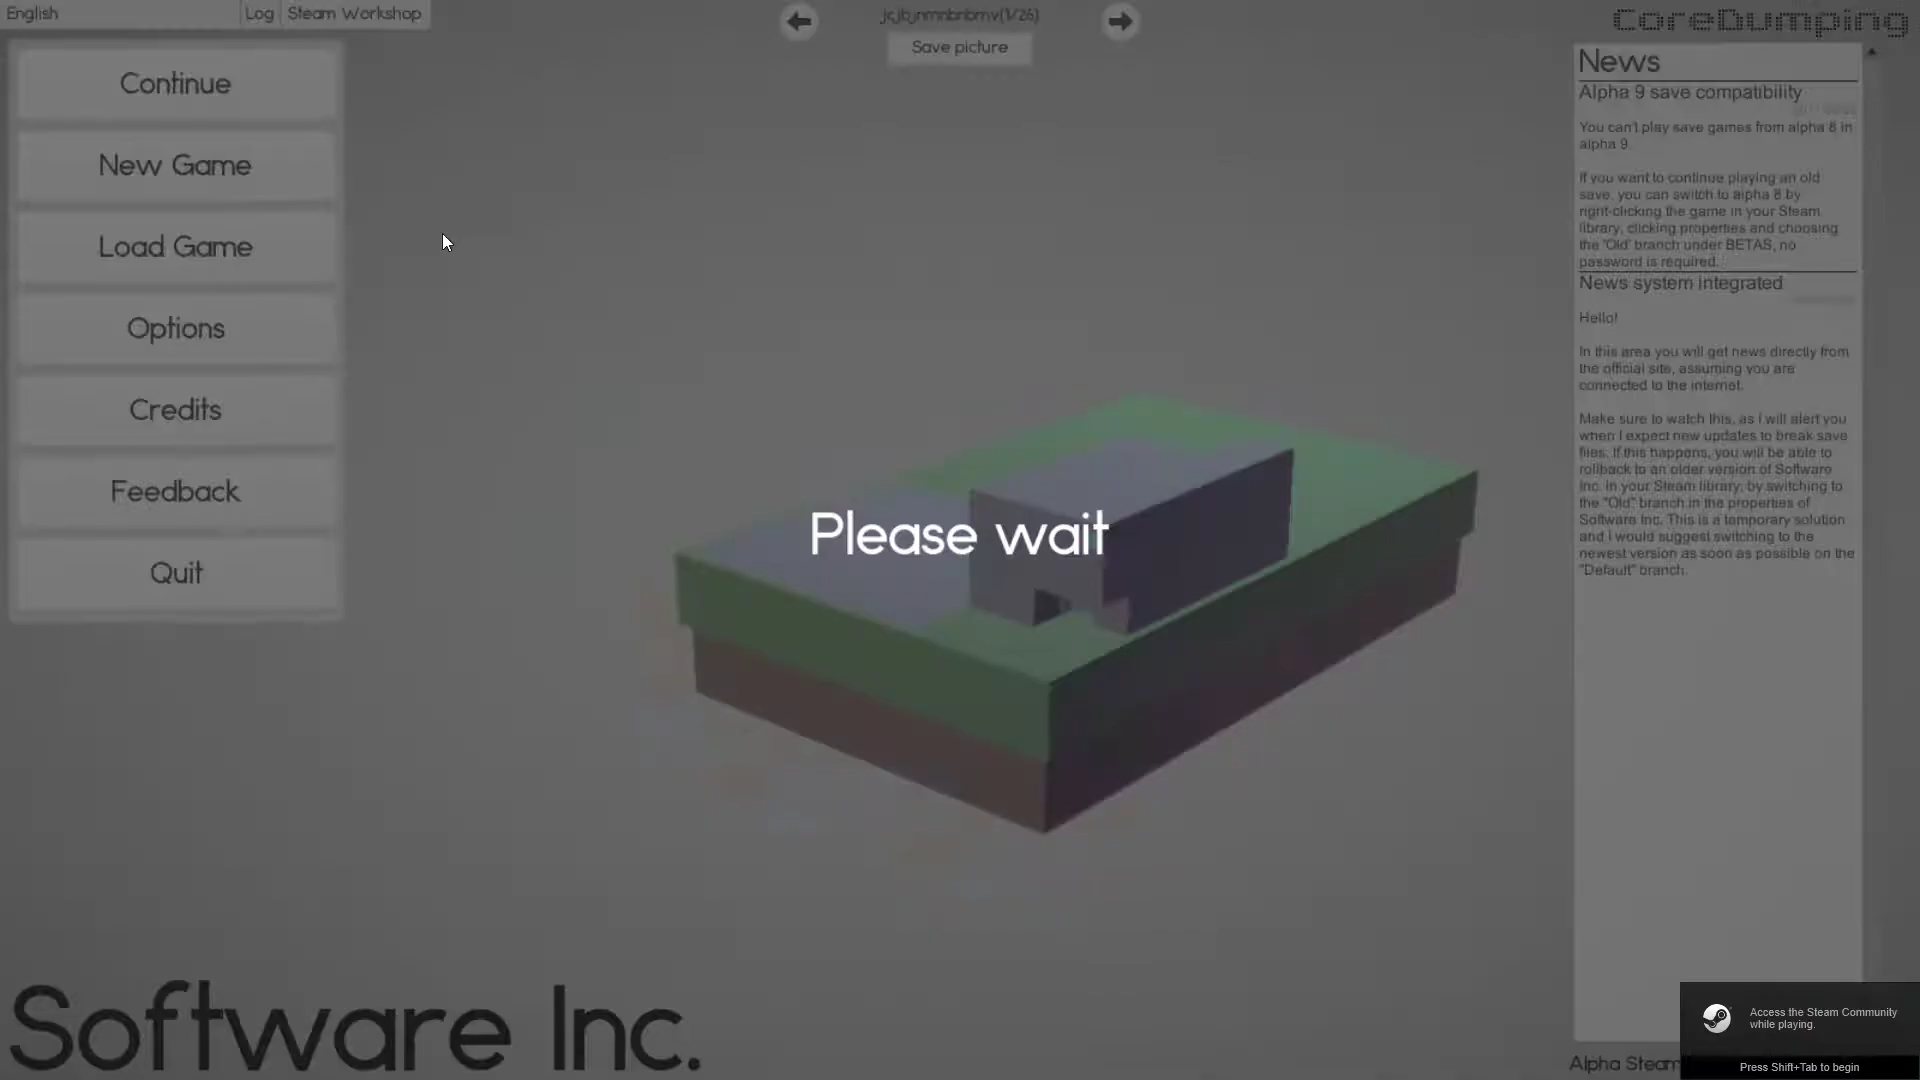 English
Log
Steam Workshop
jcjbjnmnbnbmv(1/26)
Save picture
CoreDumping
Continue
New Game
Load Game
Options
Credits
Feedback
Quit
News
Alpha 9 save compatibility
You can't play save games from alpha 8 in
alpha 9.
If you want to continue playing an old
save, you can switch to alpha 8 by
right-clicking the game in your Steam
library, clicking properties and choosing
the 'Old' branch under BETAS, no
password is required.
News system integrated
Hello!
In this area you will get news directly from
the official site, assuming you are
connected to the internet.
Make sure to watch this, as I will alert you
when I expect new updates to break save
files. If this happens, you will be able to
rollback to an older version of Software
Inc. in your Steam library, by switching to
the "Old" branch in the properties of
Software Inc. This is a temporary solution
and I would suggest switching to the
newest version as soon as possible on the
"Default" branch.
Please wait
Software Inc.
Alpha Steam
Access the Steam Community
while playing.
Press Shift+Tab to begin